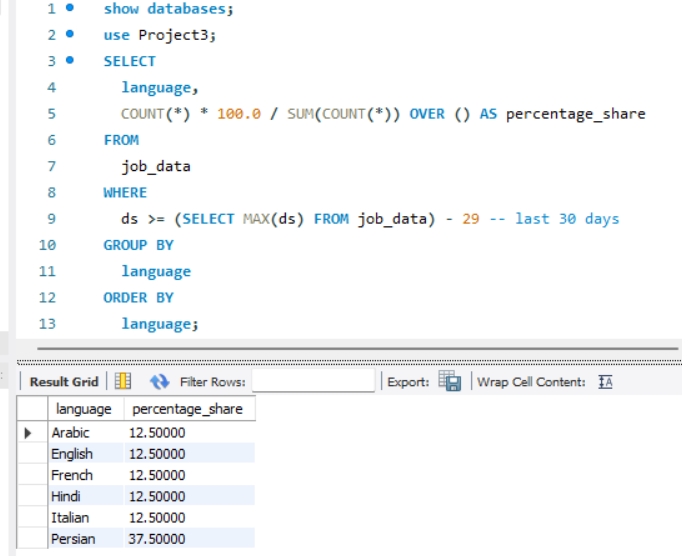 1 show databases;
2 use Project3;
3 SELECT
4 language,
5 COUNT(*) * 100.0 / SUM(COUNT(*)) OVER () AS percentage_share
6 FROM
7 job_data
8 WHERE
9 ds >= (SELECT MAX(ds) FROM job_data) - 29 -- last 30 days
10 GROUP BY
11 language
12 ORDER BY
13 language;
Result Grid Filter Rows: Export: Wrap Cell Content: IA
language percentage_share
Arabic 12.50000
English 12.50000
French 12.50000
Hindi 12.50000
Italian 12.50000
Persian 37.50000